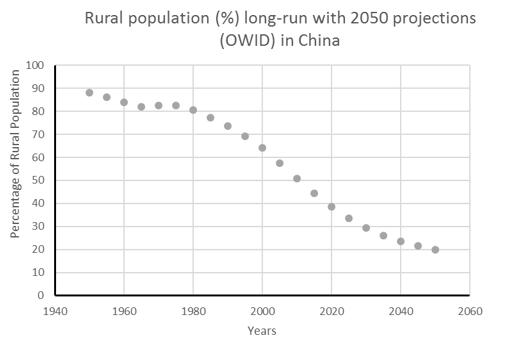 Rural population (%) long-run with 2050 projections
(OWID) in China
Percentage of Rural Population
100
90
80
70
60
50
40
30
20
10
0
1940 1960 1980 2000 2020 2040 2060
Years